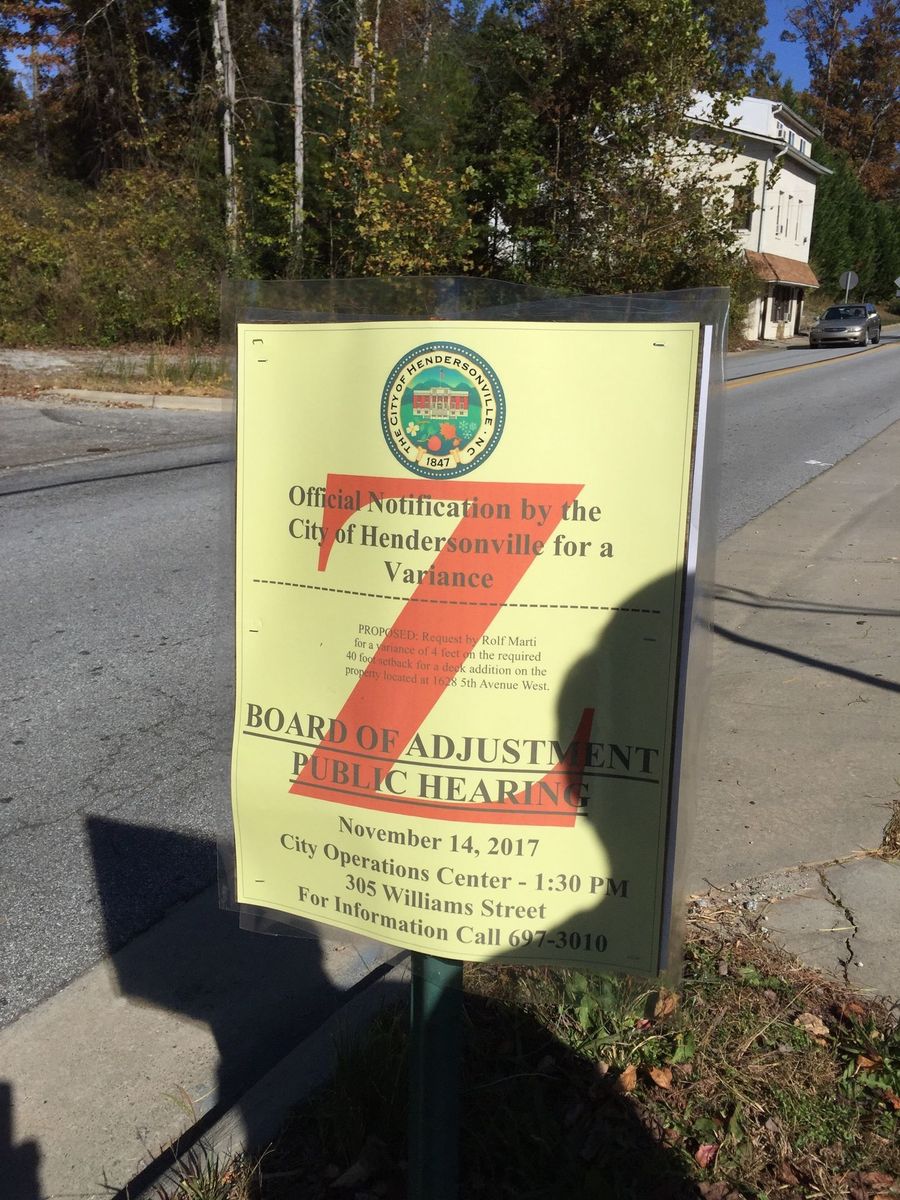 THE CITY OF HENDERSONVILLE · NC
1847
Z
Official Notification by the
City of Hendersonville for a
Variance
PROPOSED: Request by Rolf Marti
for a variance of 4 feet on the required
40 foot setback for a deck addition on the
property located at 1628 5th Avenue West.
BOARD OF ADJUSTMENT
PUBLIC HEARING
November 14, 2017
City Operations Center - 1:30 PM
305 Williams Street
For Information Call 697-3010